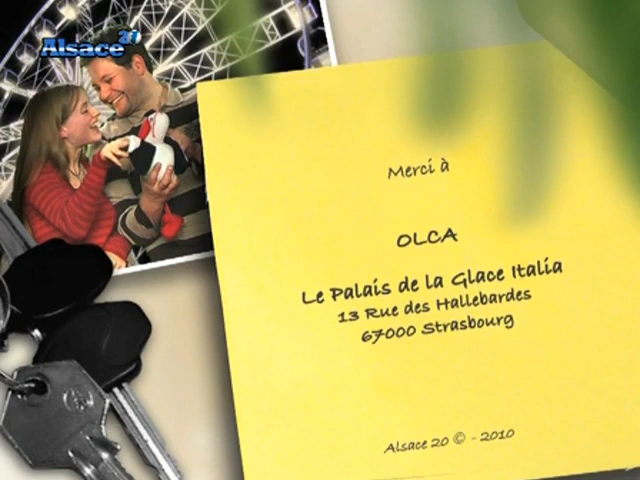 Alsace 20
Merci à
OLCA
Le Palais de la Glace Italia
13 Rue des Hallebardes
67000 Strasbourg
Alsace 20 © - 2010